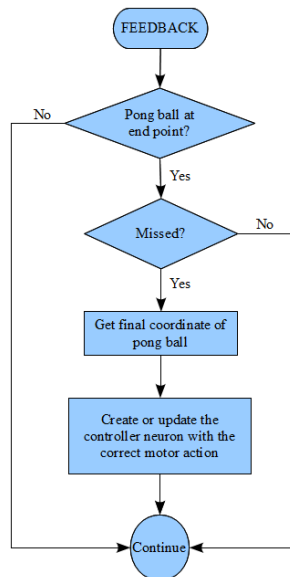 FEEDBACK
No
Pong ball at
end point?
Yes
Missed?
No
Yes
Get final coordinate of
pong ball
Create or update the
controller neuron with the
correct motor action
Continue